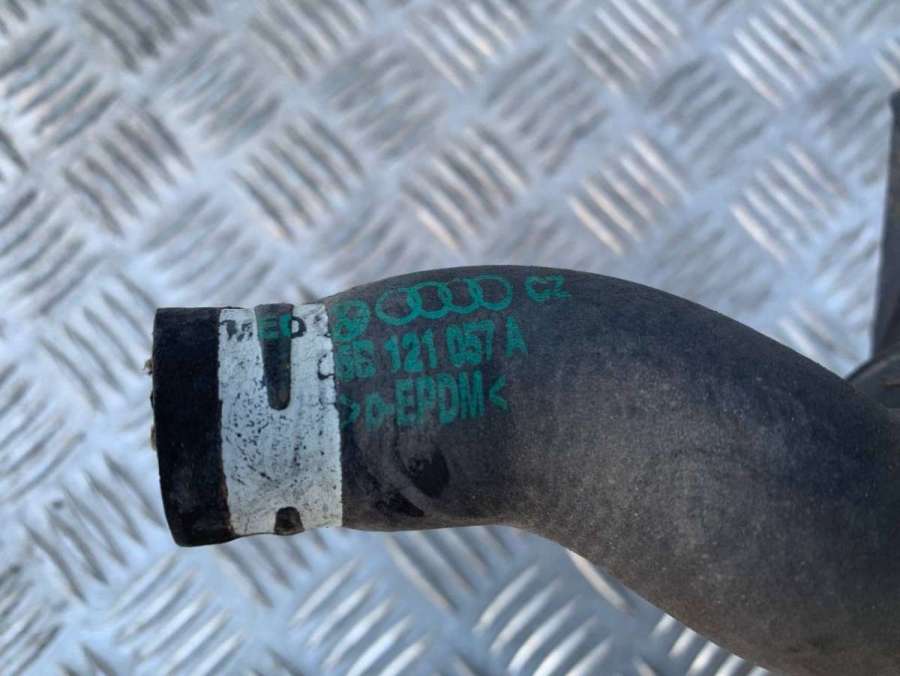 CZ
121 057 A
>D-EPDM<